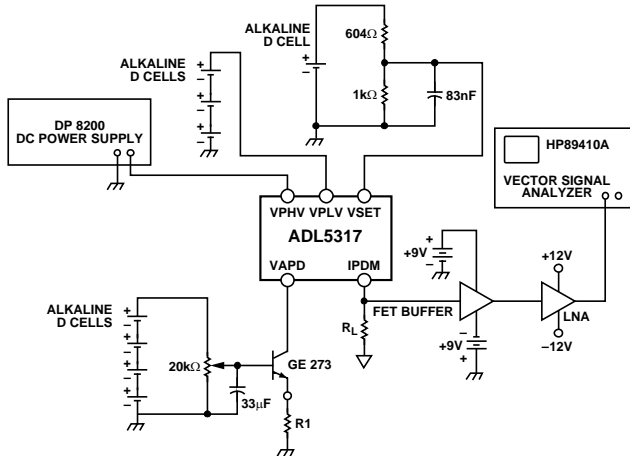 ALKALINE
D CELL
604Ω
1kΩ
83nF
ALKALINE
D CELLS
+
−
+
−
+
−
+
−
DP 8200
DC POWER SUPPLY
HP89410A
VECTOR SIGNAL
ANALYZER
VPHV VPLV VSET
ADL5317
VAPD IPDM
+9V
+
−
FET BUFFER
+12V
LNA
−12V
RL
+9V
−
+
ALKALINE
D CELLS
+
−
+
−
+
−
+
−
20kΩ
33µF
GE 273
R1